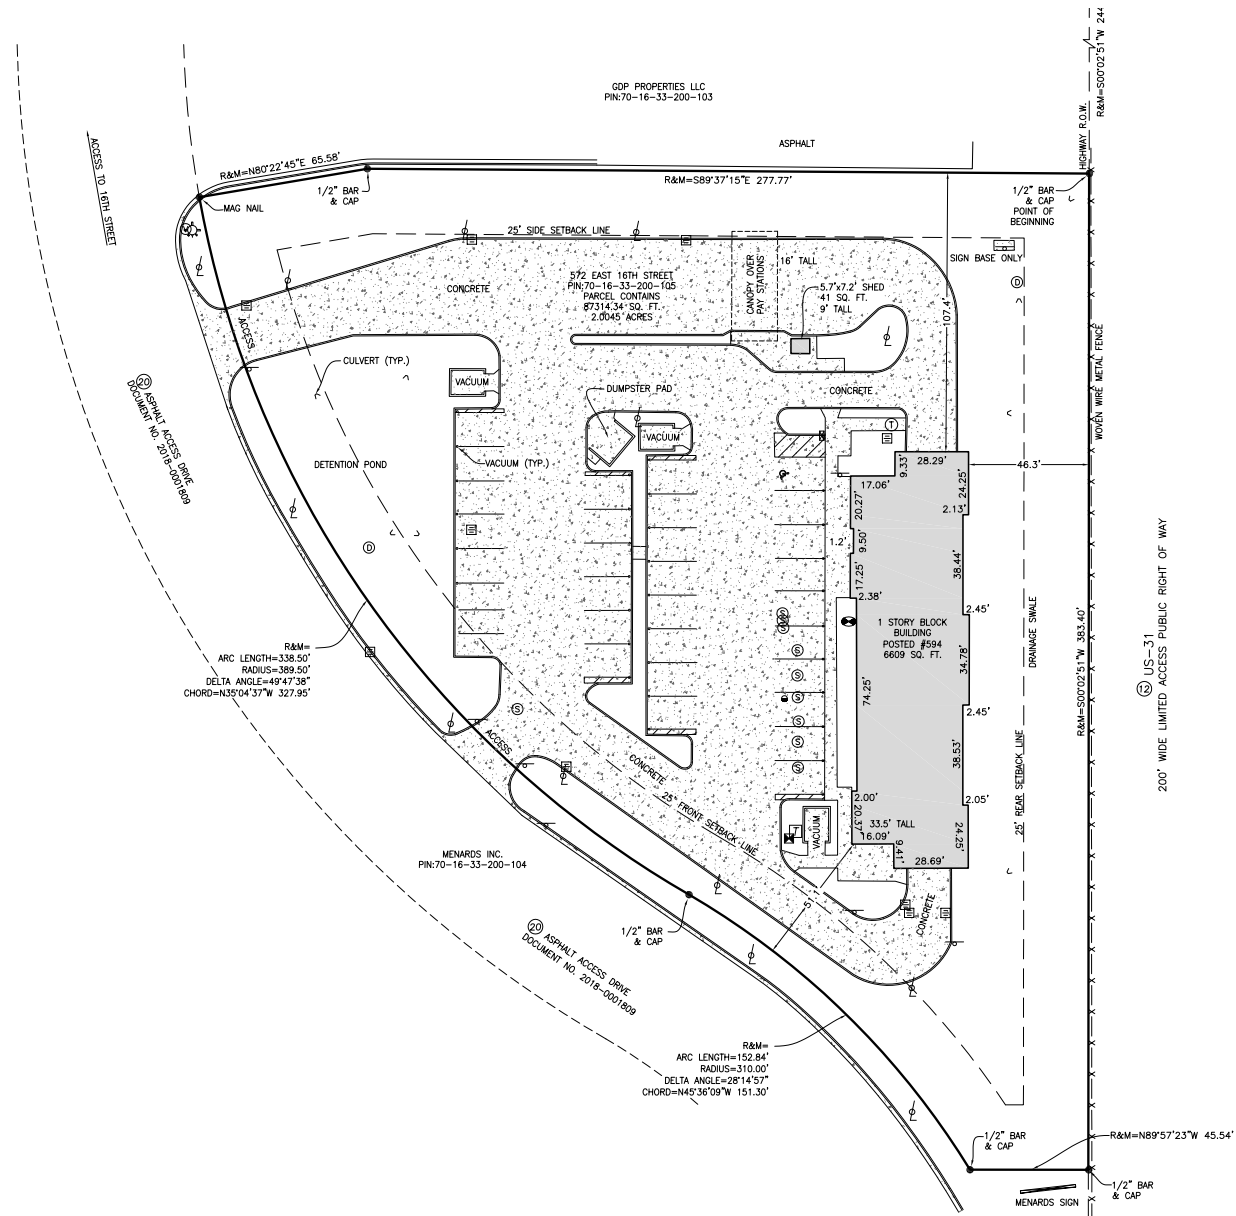 GDP PROPERTIES LLC
PIN:70-16-33-200-103
R&M=S00°02'51"W 244
HIGHWAY R.O.W.
ASPHALT
ACCESS TO 16TH STREET
R&M=N80°22'45"E 65.58'
R&M=S89°37'15"E 277.77'
1/2" BAR
& CAP
MAG NAIL
1/2" BAR
& CAP
POINT OF
BEGINNING
25' SIDE SETBACK LINE
SIGN BASE ONLY
D
16' TALL
CANOPY OVER
PAY STATIONS
572 EAST 16TH STREET
PIN:70-16-33-200-105
PARCEL CONTAINS
87314.34 SQ. FT.
2.0045 ACRES
CONCRETE
5.7'x7.2' SHED
41 SQ. FT.
9' TALL
107.4'
ACCESS
WOVEN WIRE METAL FENCE
CULVERT (TYP.)
VACUUM
DUMPSTER PAD
CONCRETE
20 ASPHALT ACCESS DRIVE
DOCUMENT NO. 2018-0001809
T
VACUUM
DETENTION POND
VACUUM (TYP.)
9.33'
28.29'
46.3'
17.06'
24.25'
20.27'
2.13'
D
1.2'
9.50'
38.44'
17.25'
2.38'
2.45'
1 STORY BLOCK
BUILDING
POSTED #594
6609 SQ. FT.
DRAINAGE SWALE
R&M=S00°02'51"W 383.40'
12 US-31
200' WIDE LIMITED ACCESS PUBLIC RIGHT OF WAY
R&M=
ARC LENGTH=338.50'
RADIUS=389.50'
DELTA ANGLE=49°47'38"
CHORD=N35°04'37"W 327.95'
S
S
S
S
S
S
S
34.78'
74.25'
2.45'
ACCESS
CONCRETE
38.53'
25' REAR SETBACK LINE
25' FRONT SETBACK LINE
2.00'
2.05'
20.37'
33.5' TALL
16.09'
24.25'
9.41'
28.69'
T
VACUUM
MENARDS INC.
PIN:70-16-33-200-104
CONCRETE
1/2" BAR
& CAP
20 ASPHALT ACCESS DRIVE
DOCUMENT NO. 2018-0001809
R&M=
ARC LENGTH=152.84'
RADIUS=310.00'
DELTA ANGLE=28°14'57"
CHORD=N45°36'09"W 151.30'
1/2" BAR
& CAP
R&M=N89°57'23"W 45.54'
1/2" BAR
& CAP
MENARDS SIGN